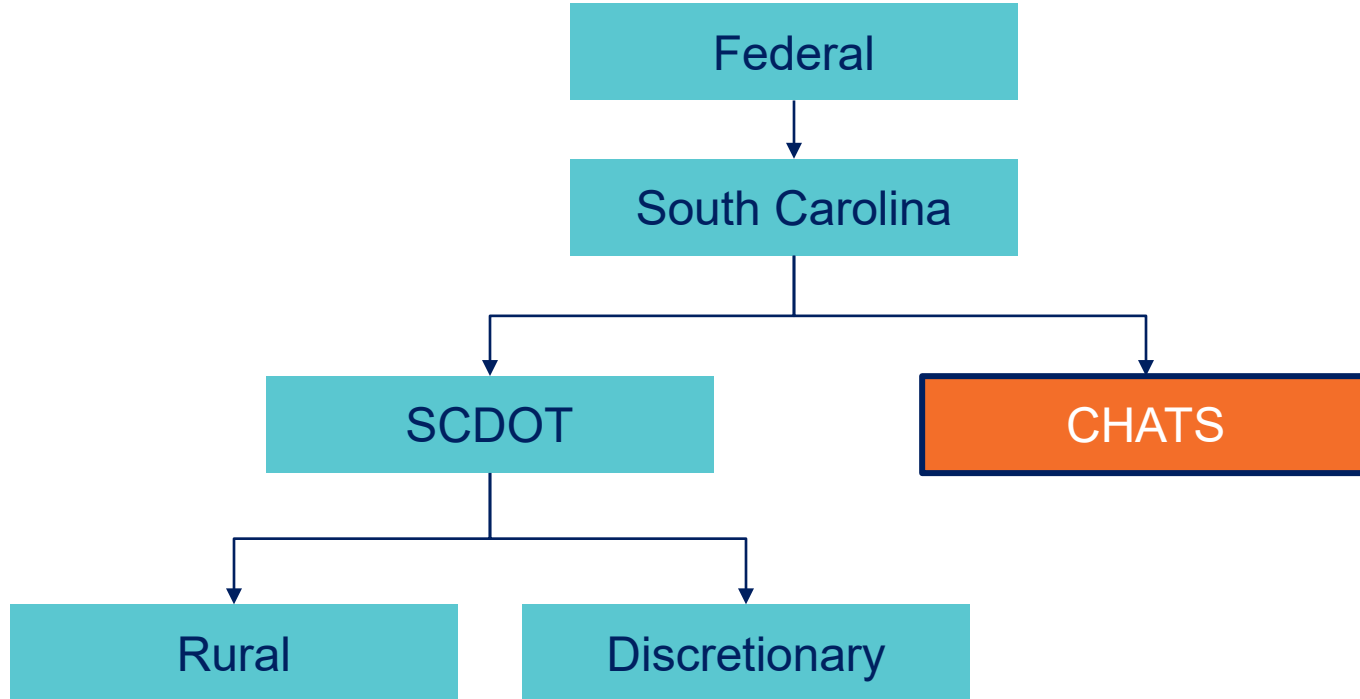 Federal
South Carolina
SCDOT
CHATS
Rural
Discretionary